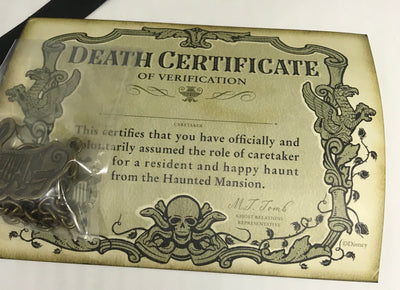 DEATH CERTIFICATE
OF VERIFICATION
CARETAKER
This certifies that you have officially and
voluntarily assumed the role of caretaker
for a resident and happy haunt
from the Haunted Mansion.
M.T. Tomb
GHOST RELATIONS
REPRESENTATIVE
©Disney